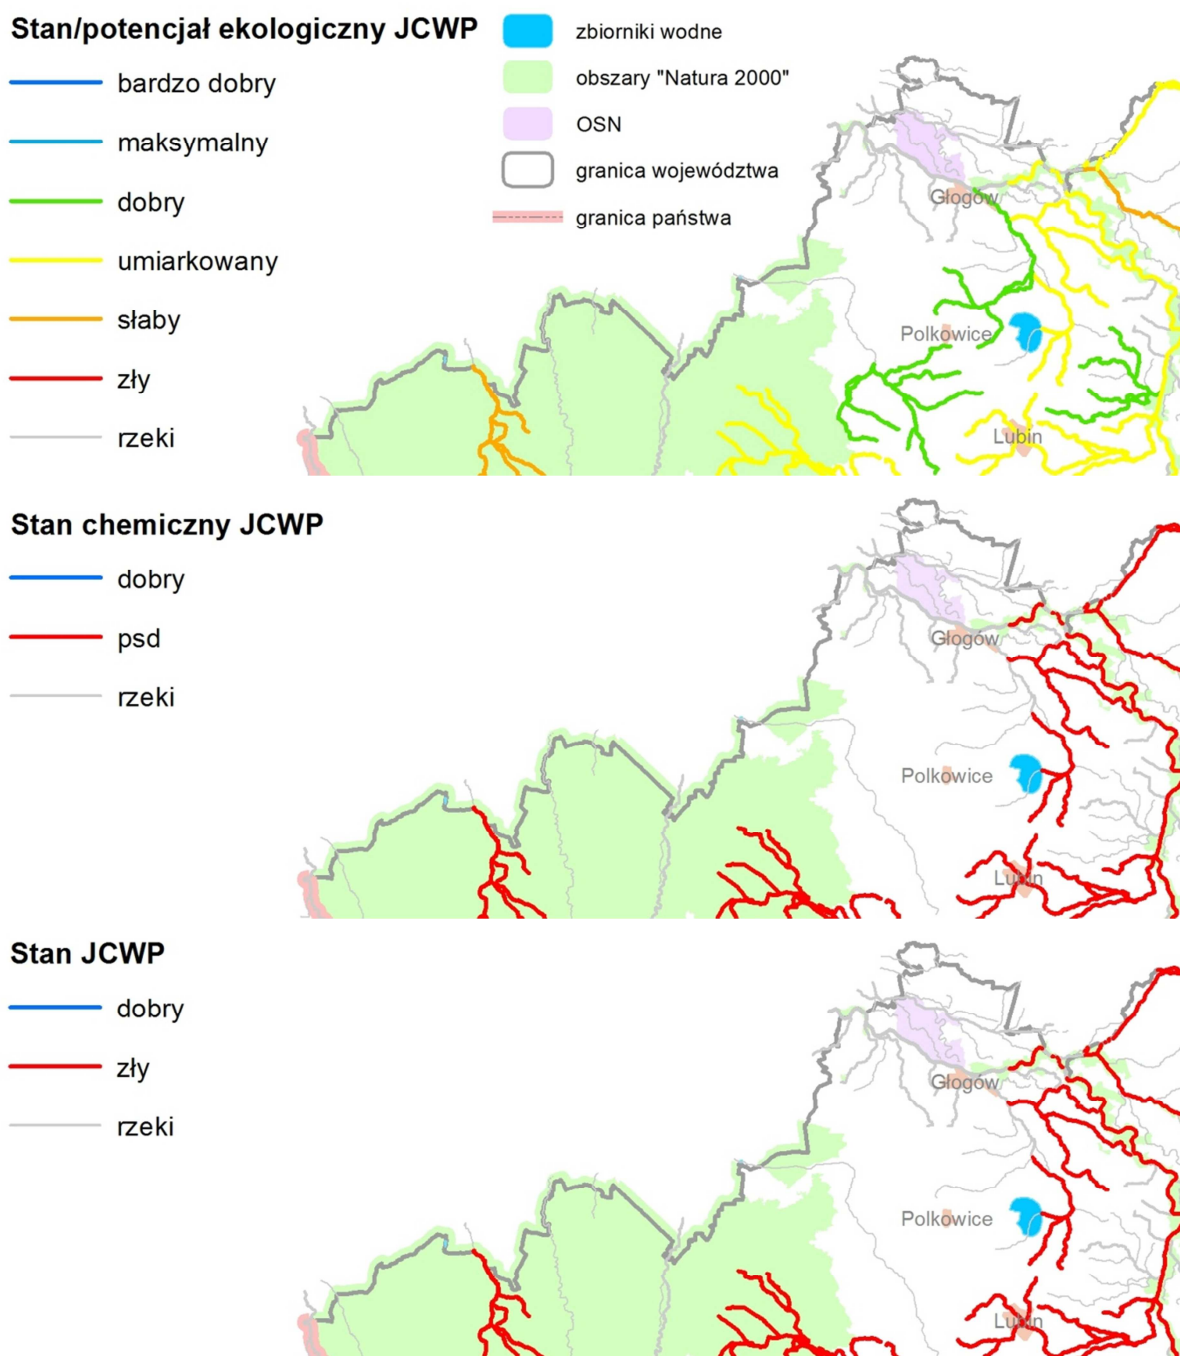 Stan/potencjał ekologiczny JCWP
bardzo dobry
maksymalny
dobry
umiarkowany
słaby
zły
rzeki
zbiorniki wodne
obszary "Natura 2000"
OSN
granica województwa
granica państwa
Głogów
Polkowice
Lubin
Stan chemiczny JCWP
dobry
psd
rzeki
Głogów
Polkowice
Lubin
Stan JCWP
dobry
zły
rzeki
Głogów
Polkowice
Lubin